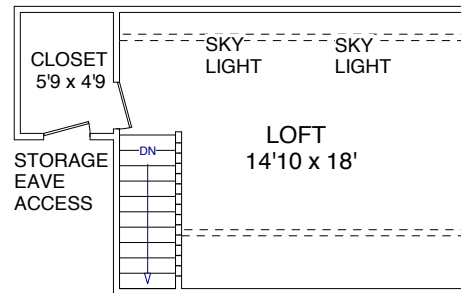 CLOSET
5'9 x 4'9
SKY
LIGHT
SKY
LIGHT
LOFT
14'10 x 18'
DN
STORAGE
EAVE
ACCESS